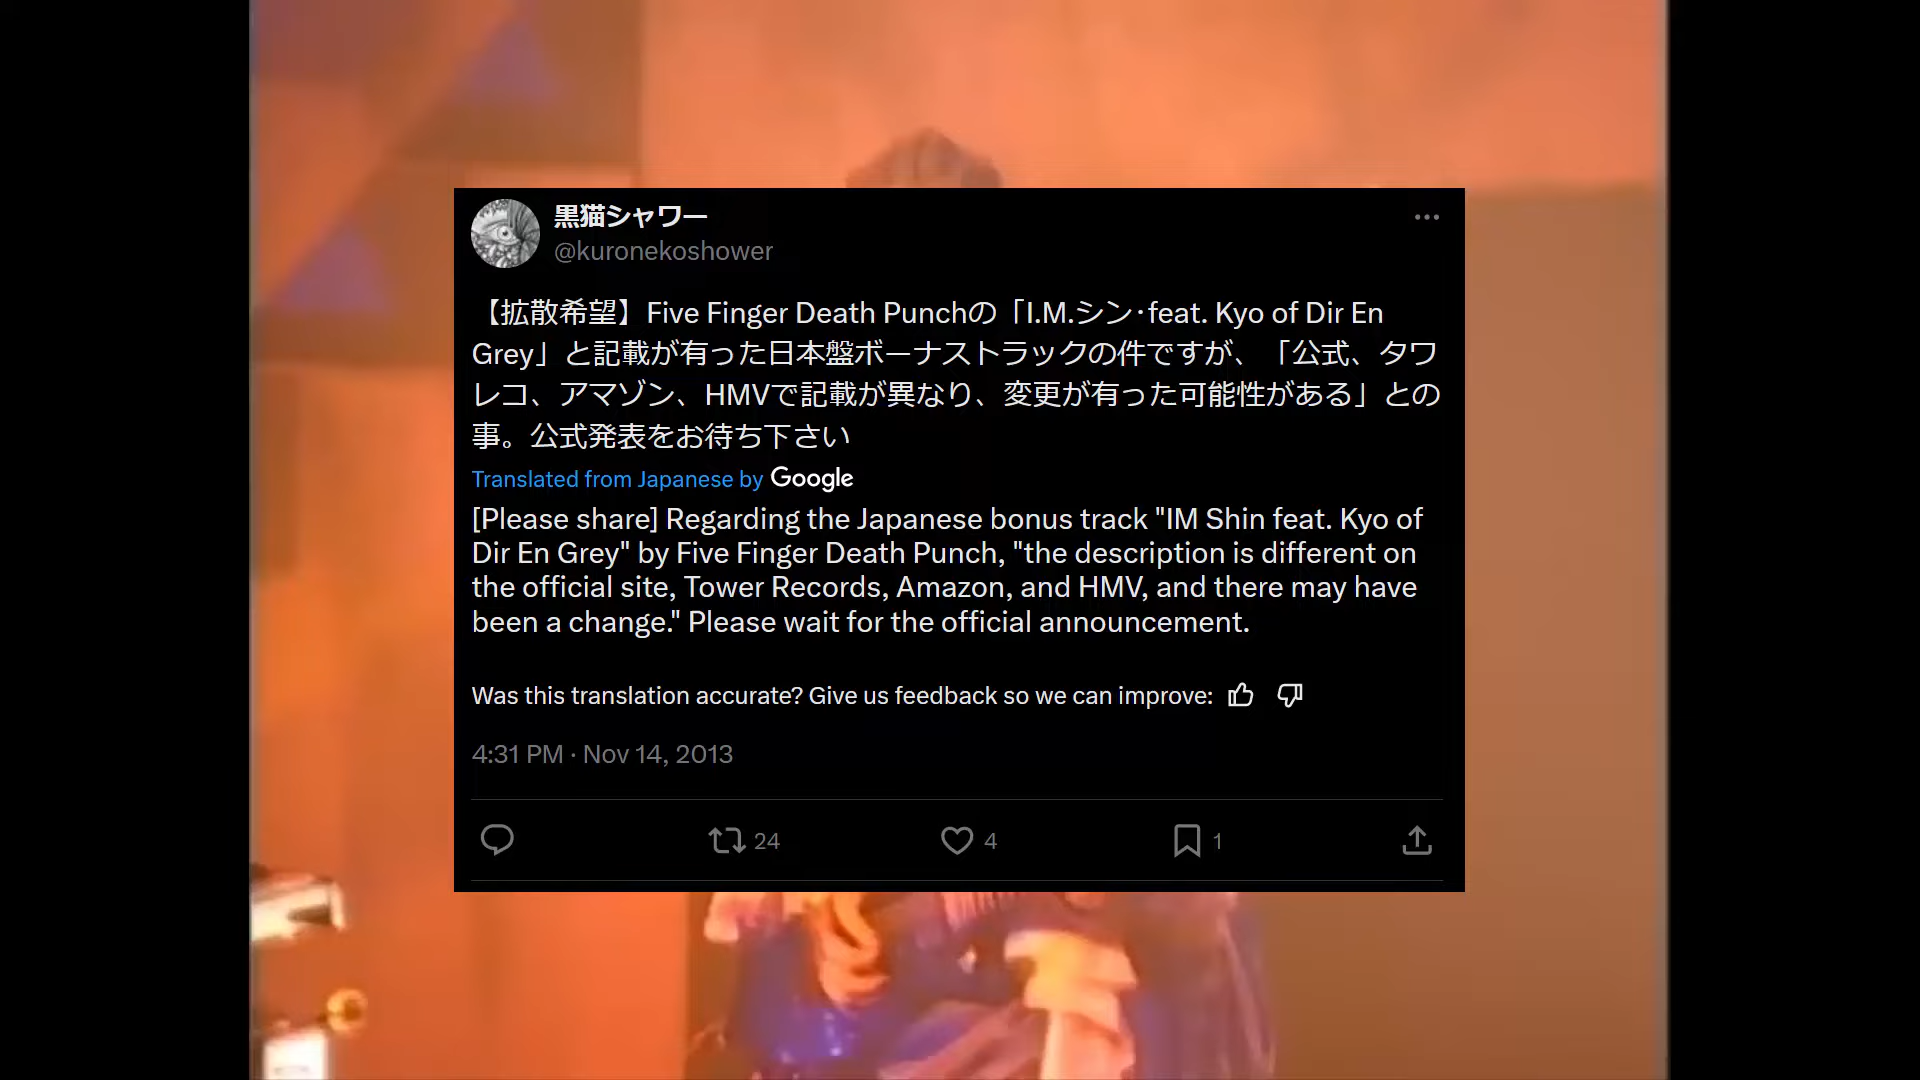 黒猫シャワー
@kuronekoshower
【拡散希望】Five Finger Death Punchの「I.M.シン･feat. Kyo of Dir En
Grey」と記載が有った日本盤ボーナストラックの件ですが、「公式、タワ
レコ、アマゾン、HMVで記載が異なり、変更が有った可能性がある」との
事。公式発表をお待ち下さい
Translated from Japanese by Google
[Please share] Regarding the Japanese bonus track "IM Shin feat. Kyo of
Dir En Grey" by Five Finger Death Punch, "the description is different on
the official site, Tower Records, Amazon, and HMV, and there may have
been a change." Please wait for the official announcement.
Was this translation accurate? Give us feedback so we can improve:
4:31 PM · Nov 14, 2013
24
4
1